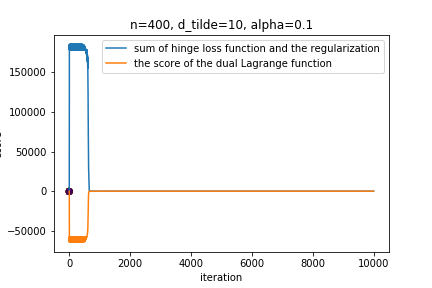 n=400, d_tilde=10, alpha=0.1
sum of hinge loss function and the regularization
the score of the dual Lagrange function
150000
100000
50000
0
−50000
0
2000
4000
6000
8000
10000
iteration